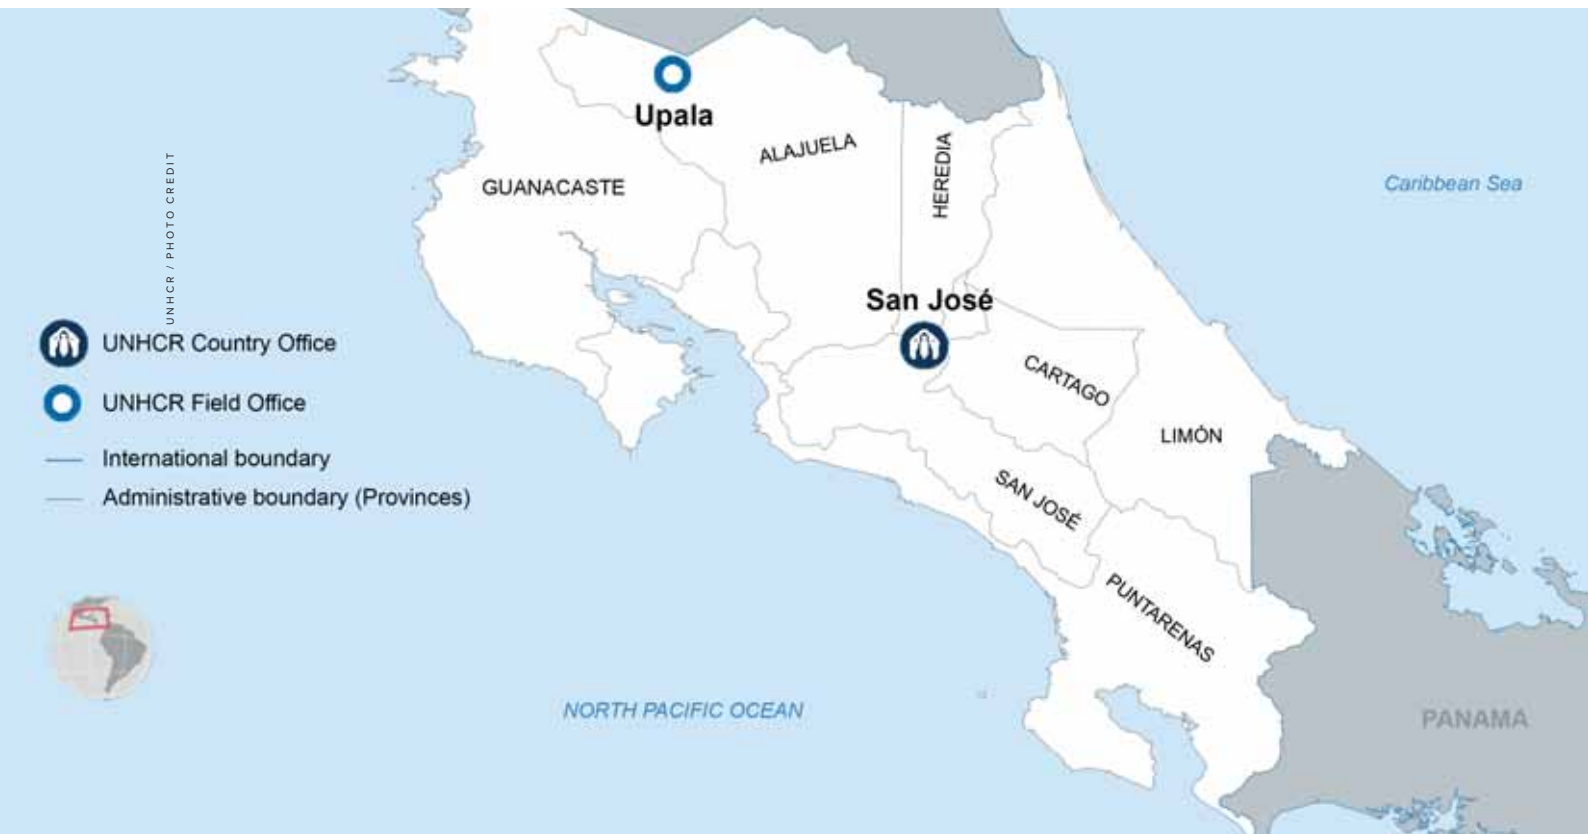 Upala
ALAJUELA
HEREDIA
GUANACASTE
Caribbean Sea
UNHCR / PHOTO CREDIT
San José
UNHCR Country Office
UNHCR Field Office
International boundary
Administrative boundary (Provinces)
CARTAGO
LIMÓN
SAN JOSÉ
PUNTARENAS
NORTH PACIFIC OCEAN
PANAMA